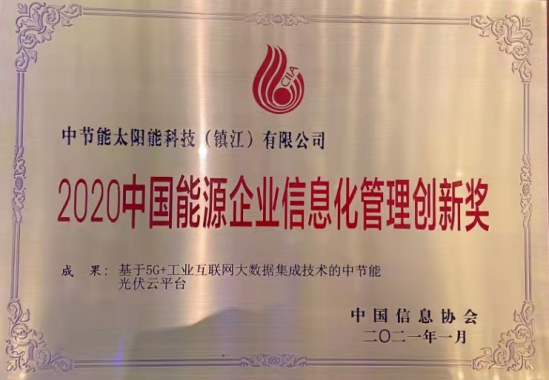 CIIA
中节能太阳能科技（镇江）有限公司
2020中国能源企业信息化管理创新奖
成 果：基于5G+工业互联网大数据集成技术的中节能
光伏云平台
中国信息协会
二〇二一年一月